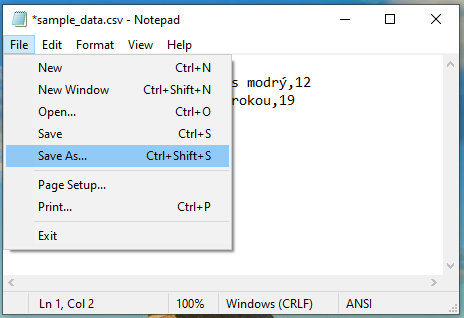 *sample_data.csv - Notepad
File Edit Format View Help
New Ctrl+N
New Window Ctrl+Shift+N
s modrý,12
Open... Ctrl+O
rokou,19
Save Ctrl+S
Save As... Ctrl+Shift+S
Page Setup...
Print... Ctrl+P
Exit
Ln 1, Col 2 100% Windows (CRLF) ANSI